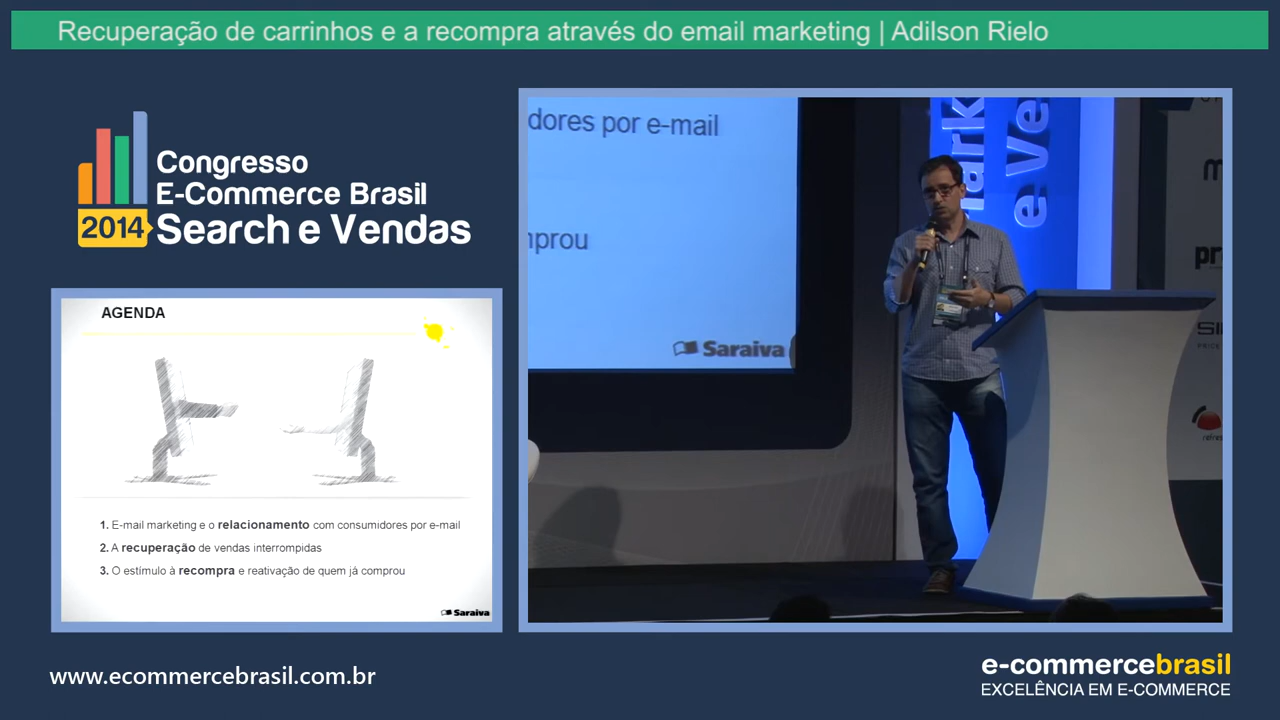 Recuperação de carrinhos e a recompra através do email marketing | Adilson Rielo
Congresso
E-Commerce Brasil
2014 Search e Vendas
AGENDA
1. E-mail marketing e o relacionamento com consumidores por e-mail
2. A recuperação de vendas interrompidas
3. O estímulo à recompra e reativação de quem já comprou
Saraiva
dores por e-mail
mprou
Saraiva
e Ve
www.ecommercebrasil.com.br
e-commercebrasil
EXCELÊNCIA EM E-COMMERCE